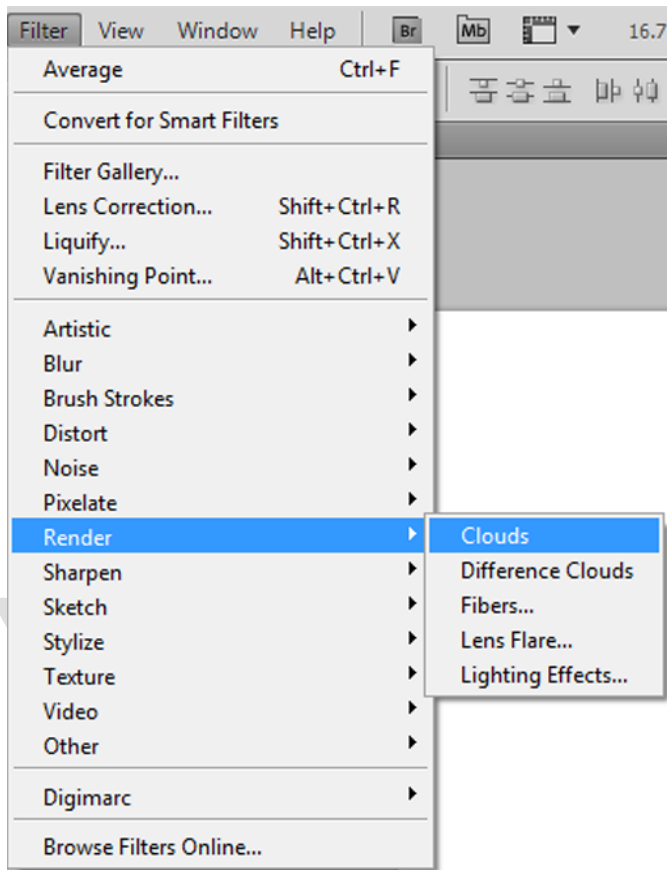 Filter View Window Help Br Mb 16.7
Average Ctrl+F
Convert for Smart Filters
Filter Gallery...
Lens Correction... Shift+Ctrl+R
Liquify... Shift+Ctrl+X
Vanishing Point... Alt+Ctrl+V
Artistic
Blur
Brush Strokes
Distort
Noise
Pixelate
Render
Sharpen
Sketch
Stylize
Texture
Video
Other
Digimarc
Browse Filters Online...
Clouds
Difference Clouds
Fibers...
Lens Flare...
Lighting Effects...